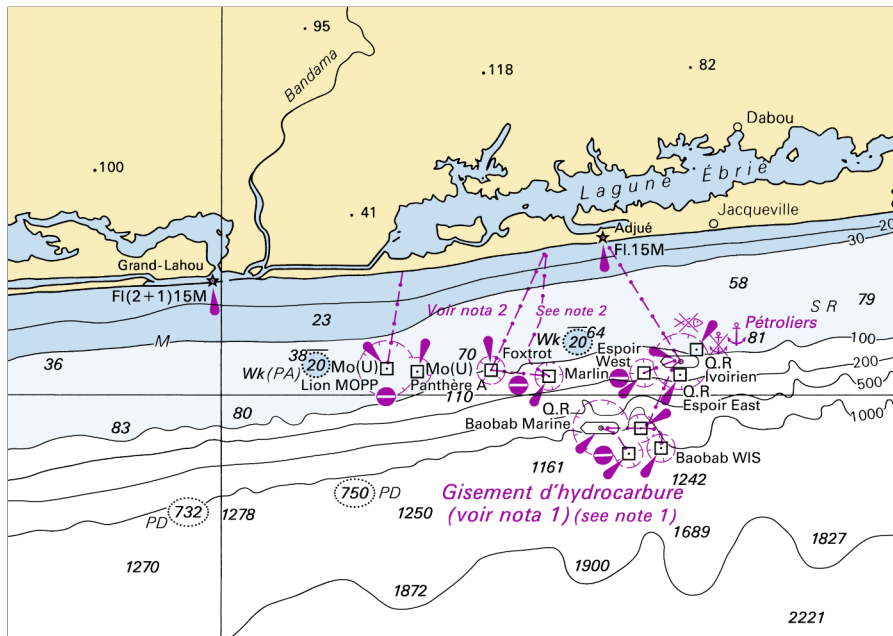 95
Bandama
118
82
Dabou
100
Lagune Ébrie
41
Jacqueville
Adjué
Fl.15M
30
20
Grand-Lahou
Fl(2+1)15M
58
79
S R
Voir nota 2
See note 2
Pétroliers
23
M
36
38
Wk 20 64
81
100
Wk(PA) 20
Mo(U)
Lion MOPP
Mo(U)
Panthère
70
Foxtrot
A
110
Marlin
Espoir
West
Q.R
Ivoirien
200
500
Q.R
Espoir East
1000
80
83
Q.R
Baobab Marine
Baobab WIS
1161
1242
Gisement d'hydrocarbure
(voir nota 1) (see note 1)
750 PD
PD 732
1278
1250
1689
1827
1270
1900
1872
2221